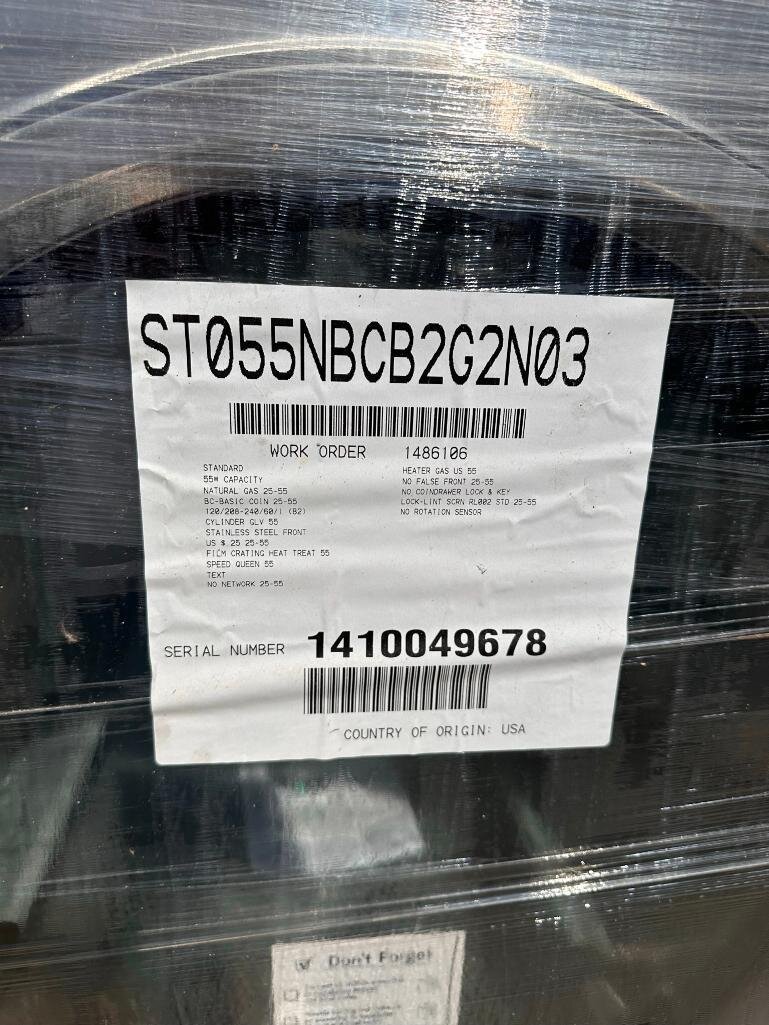 ST055NBCB2G2N03
WORK ORDER 1486106
STANDARD
55# CAPACITY
NATURAL GAS 25-55
BC-BASIC COIN 25-55
120/208-240/60/1 (B2)
CYLINDER GLV 55
STAINLESS STEEL FRONT
US $.25 25-55
FILM CRATING HEAT TREAT 55
SPEED QUEEN 55
TEXT
NO NETWORK 25-55
HEATER GAS US 55
NO FALSE FRONT 25-55
NO COINDRAWER LOCK & KEY
LOCK-LINT SCRN RL002 STD 25-55
NO ROTATION SENSOR
SERIAL NUMBER 1410049678
COUNTRY OF ORIGIN: USA
Don't Forget